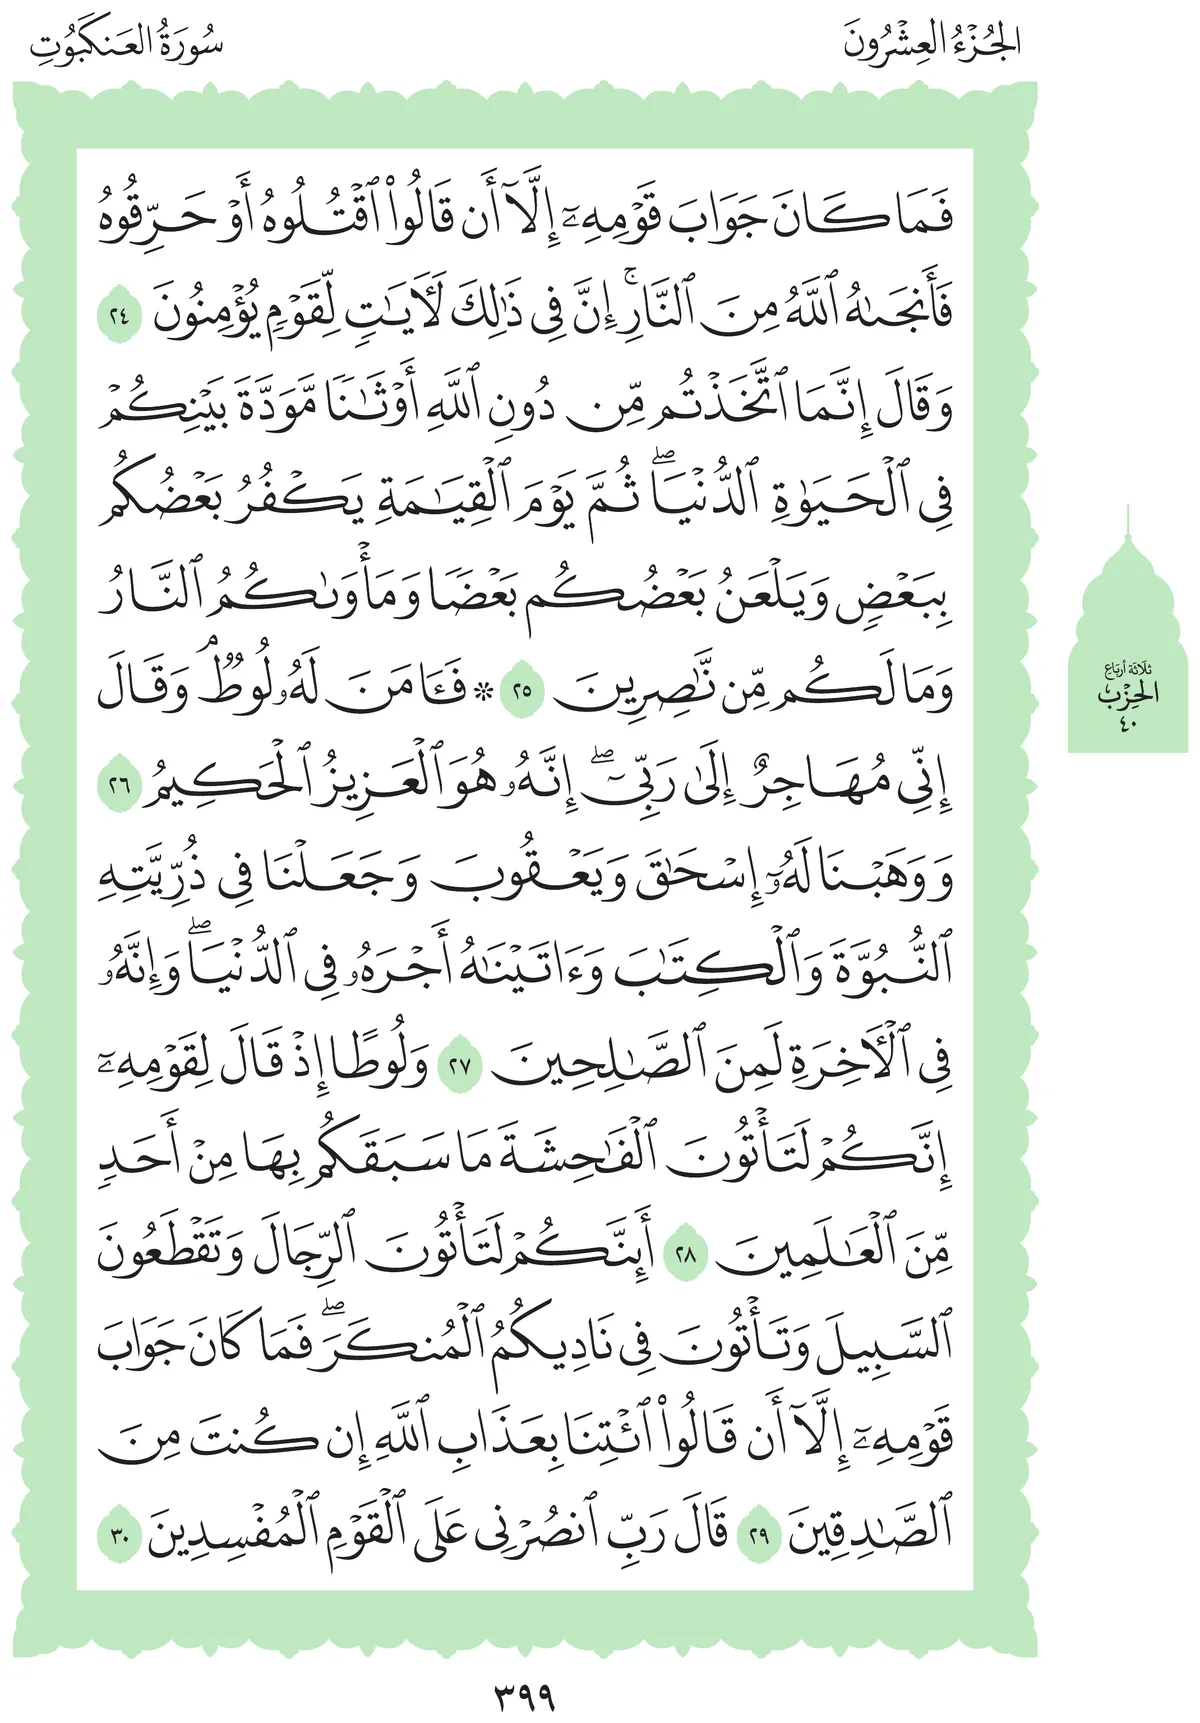 الجُزْءُ العِشْرُونَ
سُورَةُ العَنكَبُوتِ
فَمَا كَانَ جَوَابَ قَوْمِهِۦٓ إِلَّآ أَن قَالُوا۟ ٱقْتُلُوهُ أَوْ حَرِّقُوهُ
فَأَنجَىٰهُ ٱللَّهُ مِنَ ٱلنَّارِۚ إِنَّ فِى ذَٰلِكَ لَـَٔايَـٰتٍۢ لِّقَوْمٍۢ يُؤْمِنُونَ ٢٤
وَقَالَ إِنَّمَا ٱتَّخَذْتُم مِّن دُونِ ٱللَّهِ أَوْثَـٰنًۭا مَّوَدَّةَ بَيْنِكُمْ
فِى ٱلْحَيَوٰةِ ٱلدُّنْيَاۖ ثُمَّ يَوْمَ ٱلْقِيَـٰمَةِ يَكْفُرُ بَعْضُكُم
بِبَعْضٍۢ وَيَلْعَنُ بَعْضُكُم بَعْضًۭا وَمَأْوَىٰكُمُ ٱلنَّارُ
وَمَا لَكُم مِّن نَّـٰصِرِينَ ٢٥ ۞ فَـَٔامَنَ لَهُۥ لُوطٌۭۘ وَقَالَ
إِنِّى مُهَاجِرٌ إِلَىٰ رَبِّىٓۖ إِنَّهُۥ هُوَ ٱلْعَزِيزُ ٱلْحَكِيمُ ٢٦
وَوَهَبْنَا لَهُۥٓ إِسْحَـٰقَ وَيَعْقُوبَ وَجَعَلْنَا فِى ذُرِّيَّتِهِ
ٱلنُّبُوَّةَ وَٱلْكِتَـٰبَ وَءَاتَيْنَـٰهُ أَجْرَهُۥ فِى ٱلدُّنْيَاۖ وَإِنَّهُۥ
فِى ٱلْـَٔاخِرَةِ لَمِنَ ٱلصَّـٰلِحِينَ ٢٧ وَلُوطًا إِذْ قَالَ لِقَوْمِهِۦٓ
إِنَّكُمْ لَتَأْتُونَ ٱلْفَـٰحِشَةَ مَا سَبَقَكُم بِهَا مِنْ أَحَدٍۢ
مِّنَ ٱلْعَـٰلَمِينَ ٢٨ أَئِنَّكُمْ لَتَأْتُونَ ٱلرِّجَالَ وَتَقْطَعُونَ
ٱلسَّبِيلَ وَتَأْتُونَ فِى نَادِيكُمُ ٱلْمُنكَرَۖ فَمَا كَانَ جَوَابَ
قَوْمِهِۦٓ إِلَّآ أَن قَالُوا۟ ٱئْتِنَا بِعَذَابِ ٱللَّهِ إِن كُنتَ مِنَ
ٱلصَّـٰدِقِينَ ٢٩ قَالَ رَبِّ ٱنصُرْنِى عَلَى ٱلْقَوْمِ ٱلْمُفْسِدِينَ ٣٠
ثلَاثَة أرباع
الحِزْب
٤٠
٣٩٩